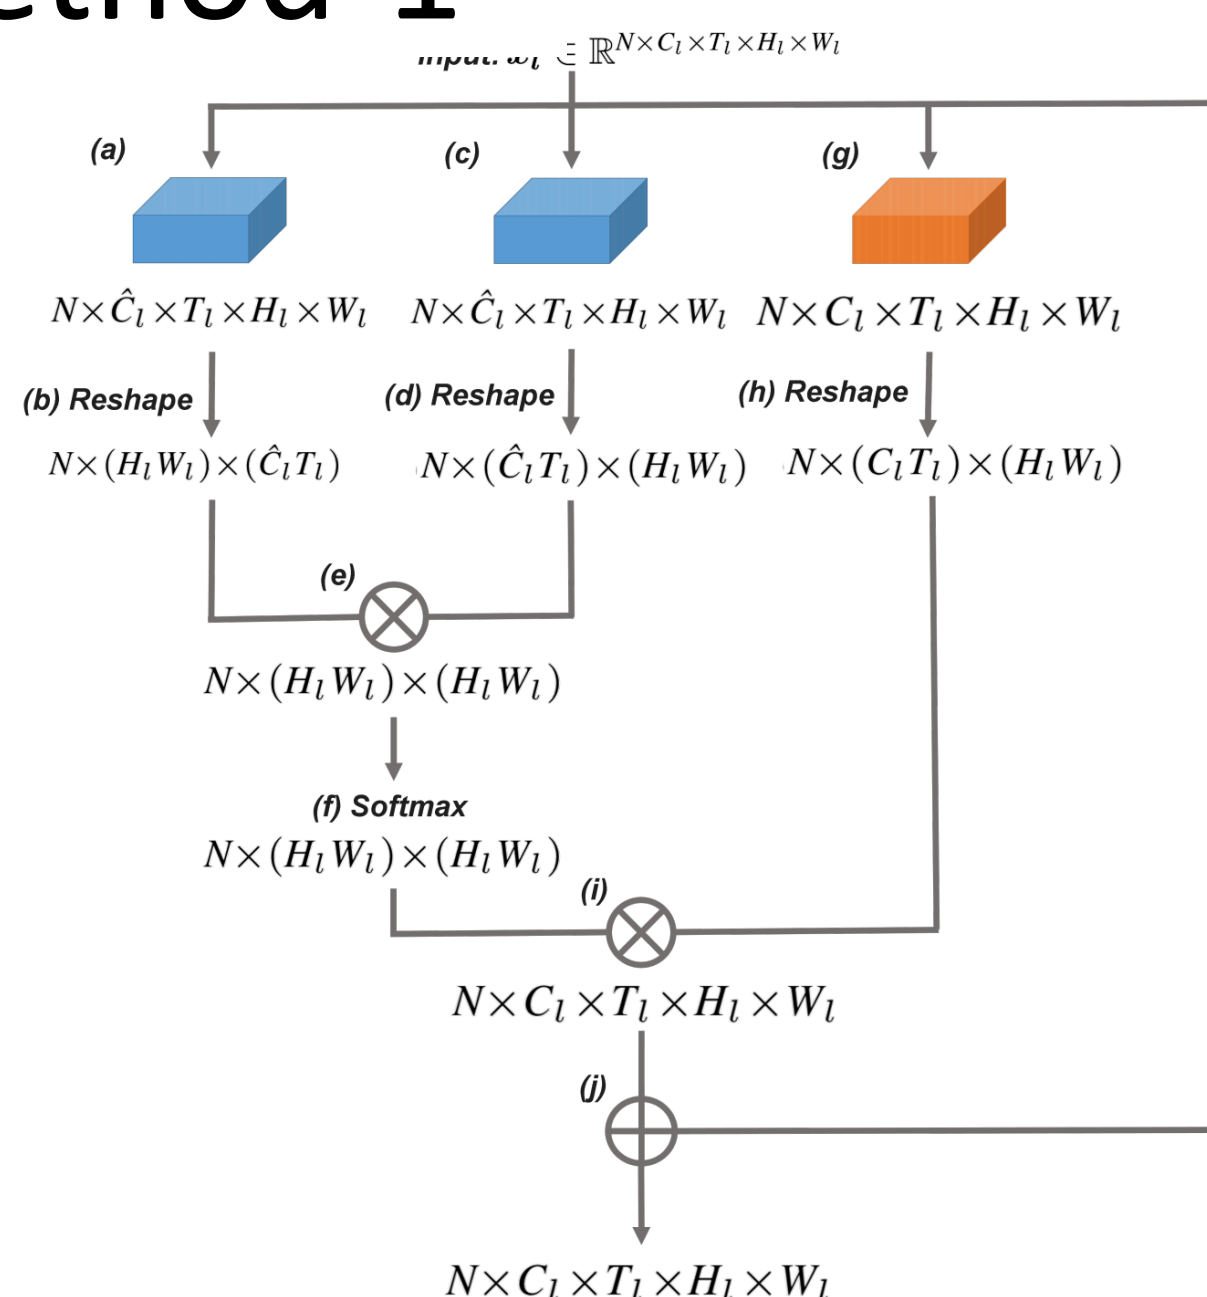 ethod 1
Input: x_l ∈ ℝ^{N×C_l×T_l×H_l×W_l}
(a) (c) (g)
N×Ĉ_l×T_l×H_l×W_l N×Ĉ_l×T_l×H_l×W_l N×C_l×T_l×H_l×W_l
(b) Reshape (d) Reshape (h) Reshape
N×(H_lW_l)×(Ĉ_lT_l) N×(Ĉ_lT_l)×(H_lW_l) N×(C_lT_l)×(H_lW_l)
(e)
N×(H_lW_l)×(H_lW_l)
(f) Softmax
N×(H_lW_l)×(H_lW_l)
(i)
N×C_l×T_l×H_l×W_l
(j)
N×C_l×T_l×H_l×W_l